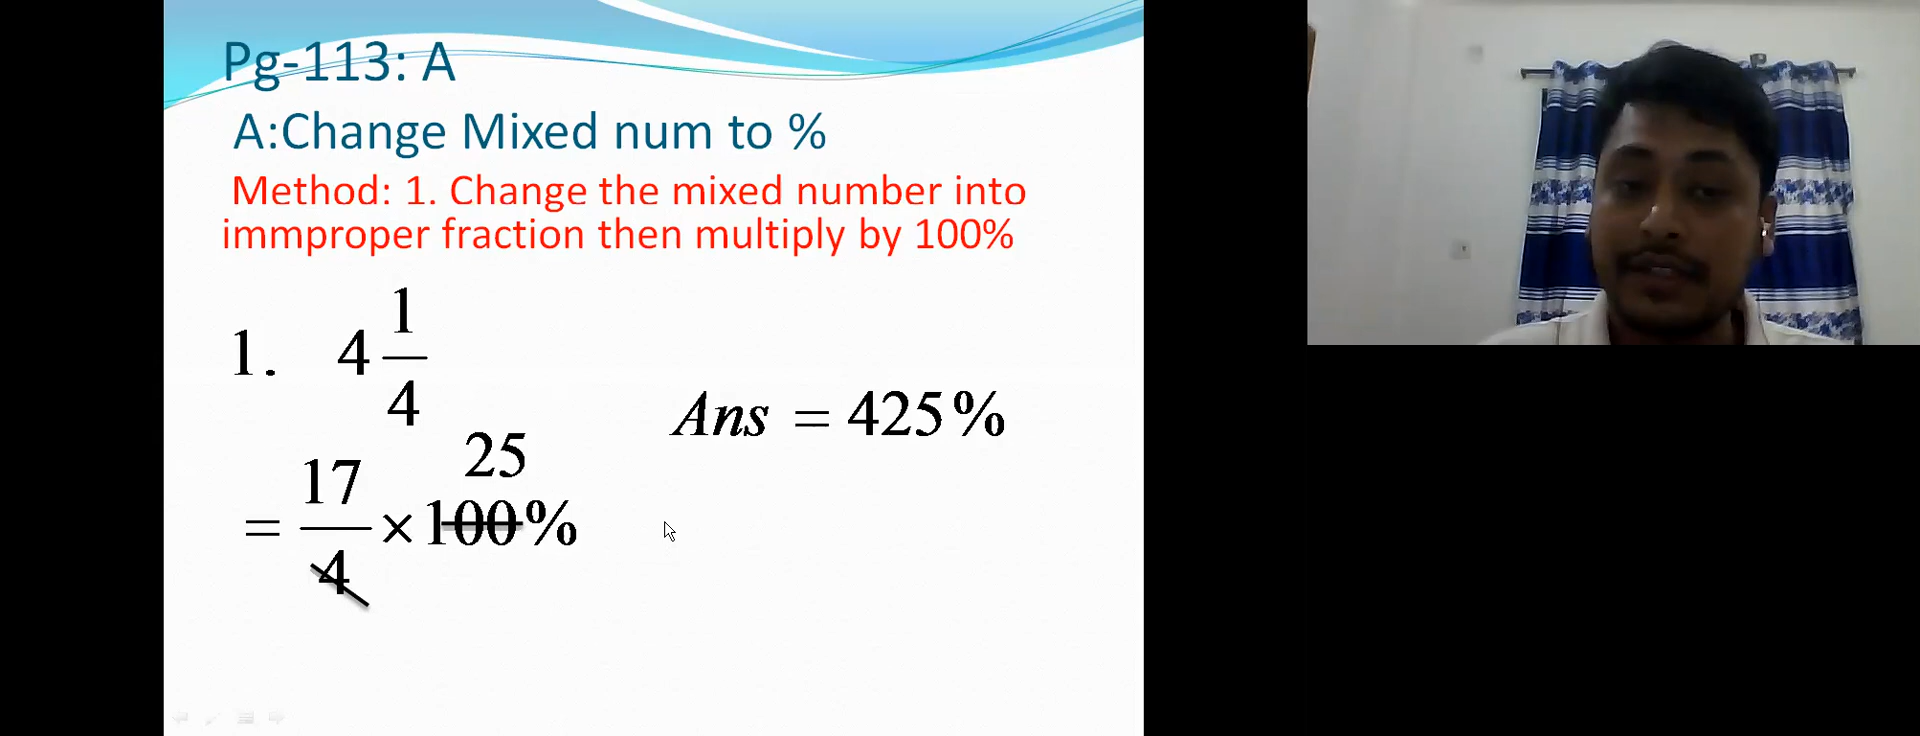 Pg-113: A
A:Change Mixed num to %
Method: 1. Change the mixed number into
immproper fraction then multiply by 100%
1. 4 1/4
25
= 17/4 × 100%
Ans = 425%